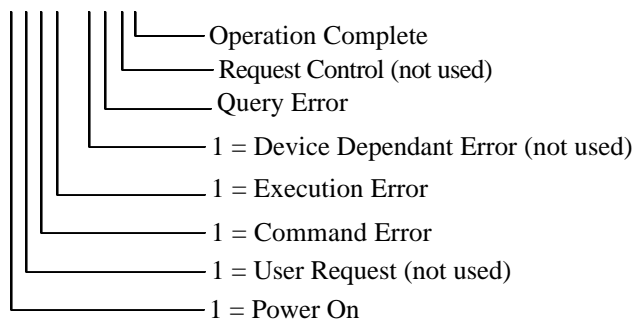 Operation Complete
Request Control (not used)
Query Error
1 = Device Dependant Error (not used)
1 = Execution Error
1 = Command Error
1 = User Request (not used)
1 = Power On